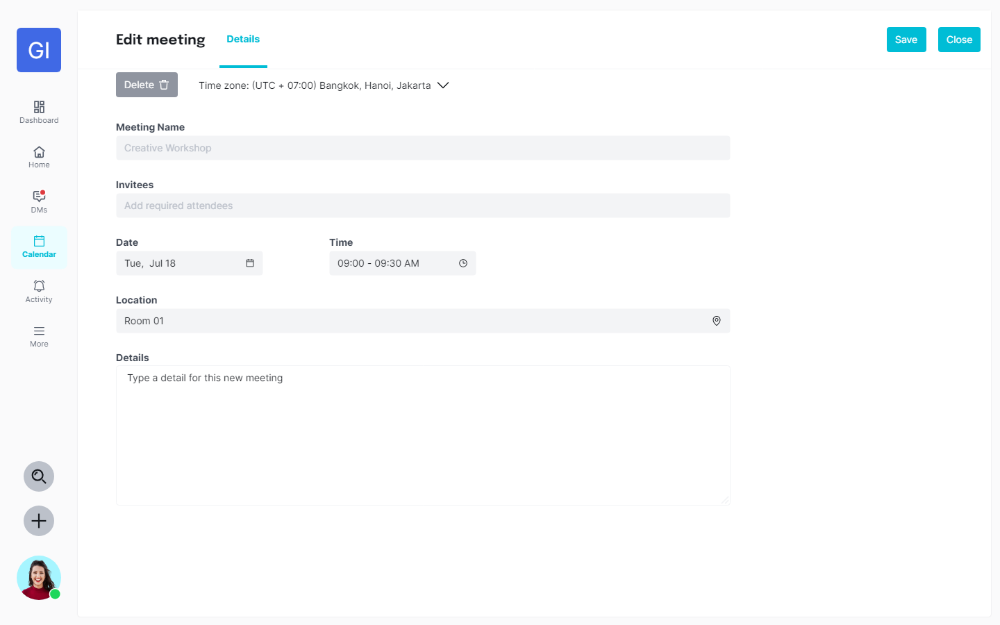 GI
Dashboard
Home
DMs
Calendar
Activity
More
Edit meeting
Details
Save
Close
Delete
Time zone: (UTC + 07:00) Bangkok, Hanoi, Jakarta
Meeting Name
Creative Workshop
Invitees
Add required attendees
Date
Time
Tue, Jul 18
09:00 - 09:30 AM
Location
Room 01
Details
Type a detail for this new meeting